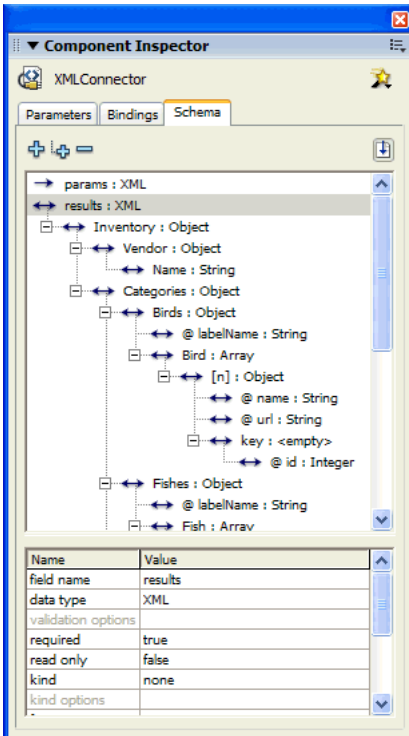 Component Inspector
XMLConnector
Parameters Bindings Schema
params : XML
results : XML
Inventory : Object
Vendor : Object
Name : String
Categories : Object
Birds : Object
@ labelName : String
Bird : Array
[n] : Object
@ name : String
@ url : String
key : <empty>
@ id : Integer
Fishes : Object
@ labelName : String
Fish : Array
Name Value
field name results
data type XML
validation options
required true
read only false
kind none
kind options